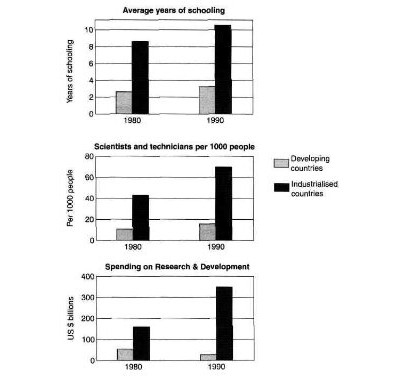 Average years of schooling
Years of schooling
10
8
6
4
2
0
1980
1990
Scientists and technicians per 1000 people
Per 1000 people
80
60
40
20
0
1980
1990
Developing
countries
Industrialised
countries
Spending on Research & Development
US $ billions
400
300
200
100
0
1980
1990